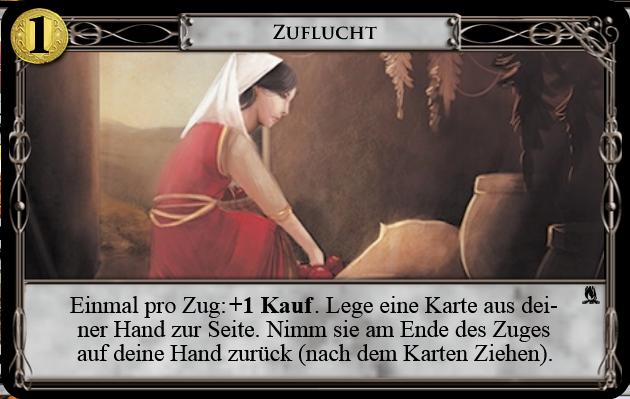 1
ZUFLUCHT
Einmal pro Zug: +1 Kauf. Lege eine Karte aus dei-
ner Hand zur Seite. Nimm sie am Ende des Zuges
auf deine Hand zurück (nach dem Karten Ziehen).